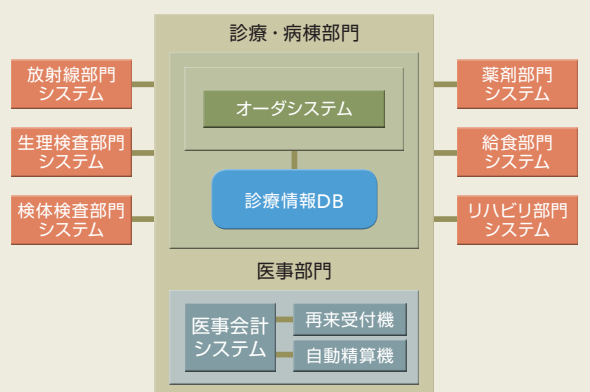 診療・病棟部門
放射線部門
システム
生理検査部門
システム
検体検査部門
システム
オーダシステム
診療情報DB
薬剤部門
システム
給食部門
システム
リハビリ部門
システム
医事部門
医事会計
システム
再来受付機
自動精算機